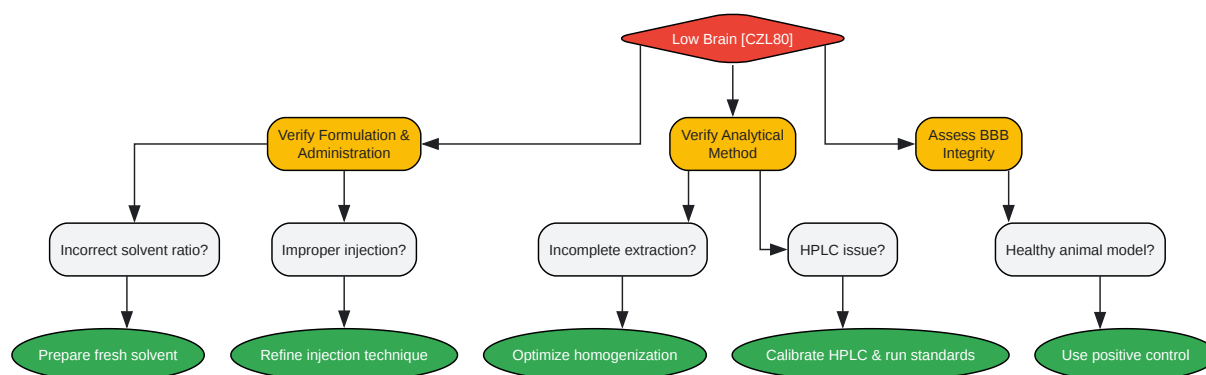 Low Brain [CZL80]
Verify Formulation &
Administration
Verify Analytical
Method
Assess BBB
Integrity
Incorrect solvent ratio?
Improper injection?
Incomplete extraction?
HPLC issue?
Healthy animal model?
Prepare fresh solvent
Refine injection technique
Optimize homogenization
Calibrate HPLC & run standards
Use positive control